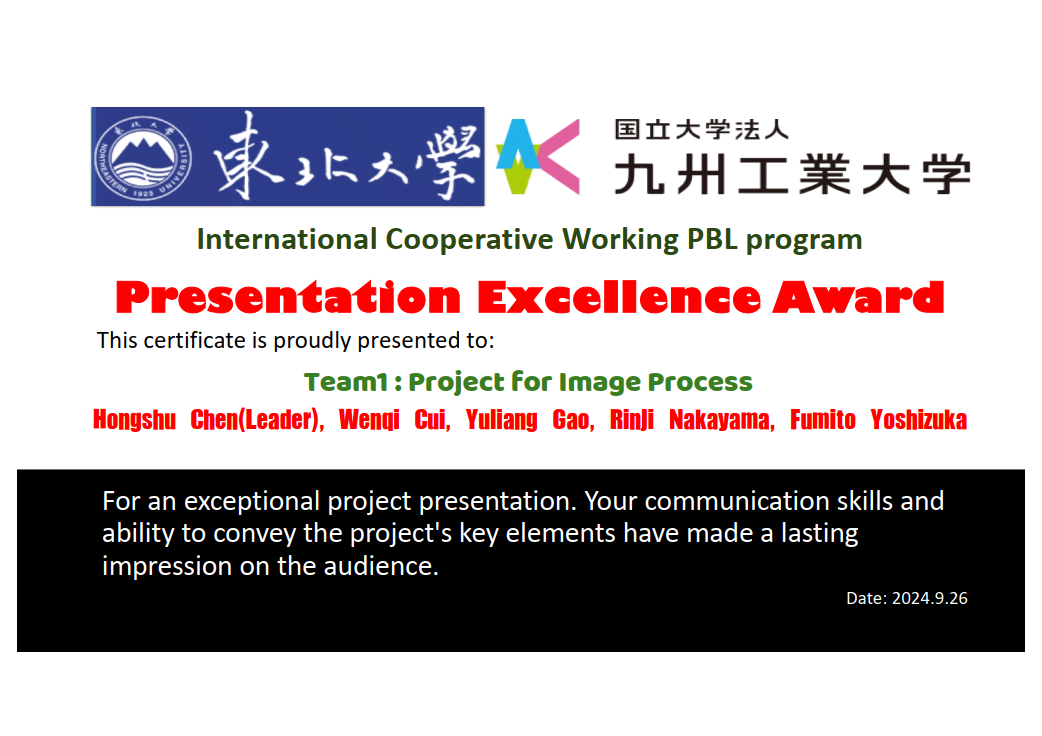 東北大學
NORTHEASTERN UNIVERSITY
1923
国立大学法人
九州工業大学
International Cooperative Working PBL program
Presentation Excellence Award
This certificate is proudly presented to:
Team1 : Project for Image Process
Hongshu Chen(Leader), Wenqi Cui, Yuliang Gao, RinJi Nakayama, Fumito Yoshizuka
For an exceptional project presentation. Your communication skills and
ability to convey the project's key elements have made a lasting
impression on the audience.
Date: 2024.9.26